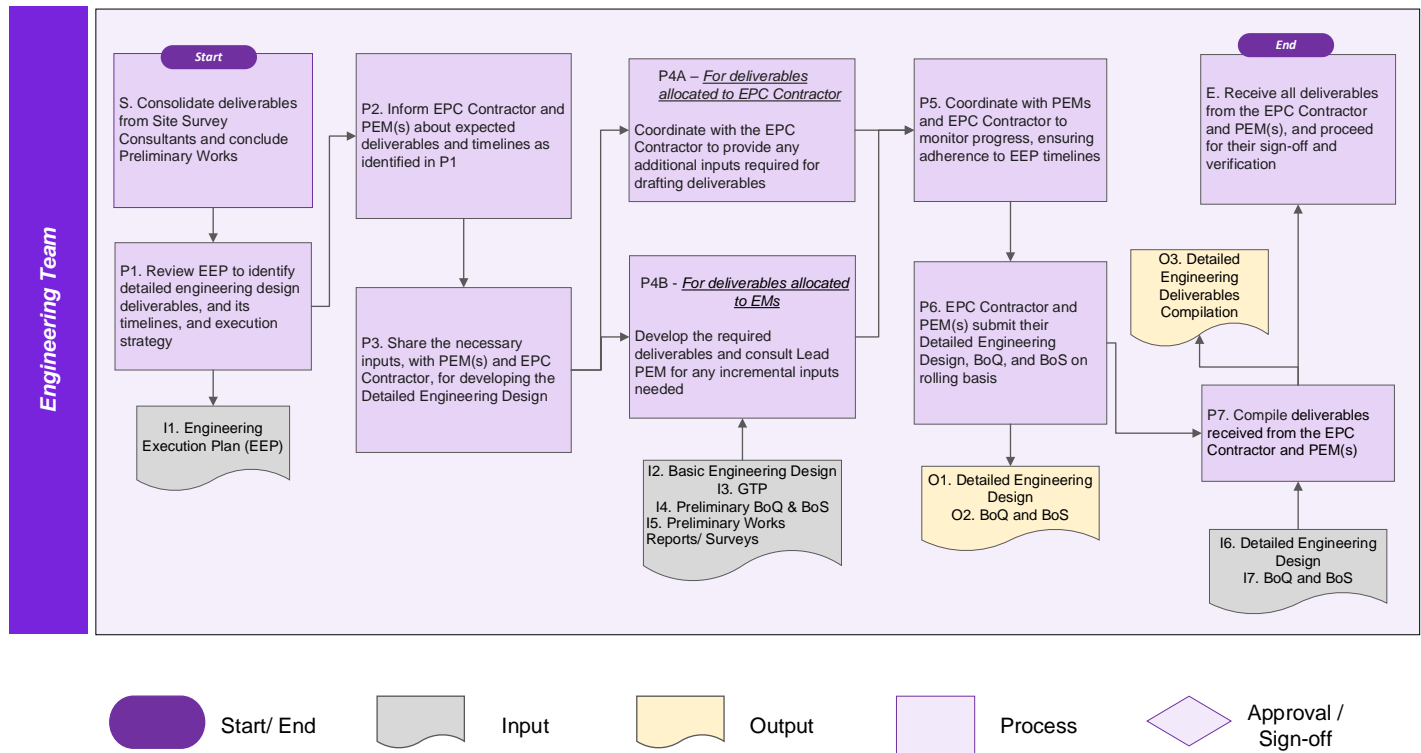 Engineering Team
Start
S. Consolidate deliverables
from Site Survey
Consultants and conclude
Preliminary Works
P1. Review EEP to identify
detailed engineering design
deliverables, and its
timelines, and execution
strategy
I1. Engineering
Execution Plan (EEP)
P2. Inform EPC Contractor and
PEM(s) about expected
deliverables and timelines as
identified in P1
P3. Share the necessary
inputs, with PEM(s) and EPC
Contractor, for developing the
Detailed Engineering Design
P4A – For deliverables
allocated to EPC Contractor
Coordinate with the EPC
Contractor to provide any
additional inputs required for
drafting deliverables
P4B - For deliverables allocated
to EMs
Develop the required
deliverables and consult Lead
PEM for any incremental inputs
needed
I2. Basic Engineering Design
I3. GTP
I4. Preliminary BoQ & BoS
I5. Preliminary Works
Reports/ Surveys
P5. Coordinate with PEMs
and EPC Contractor to
monitor progress, ensuring
adherence to EEP timelines
P6. EPC Contractor and
PEM(s) submit their
Detailed Engineering
Design, BoQ, and BoS on
rolling basis
O1. Detailed Engineering
Design
O2. BoQ and BoS
End
E. Receive all deliverables
from the EPC Contractor
and PEM(s), and proceed
for their sign-off and
verification
O3. Detailed
Engineering
Deliverables
Compilation
P7. Compile deliverables
received from the EPC
Contractor and PEM(s)
I6. Detailed Engineering
Design
I7. BoQ and BoS
Start/ End
Input
Output
Process
Approval /
Sign-off